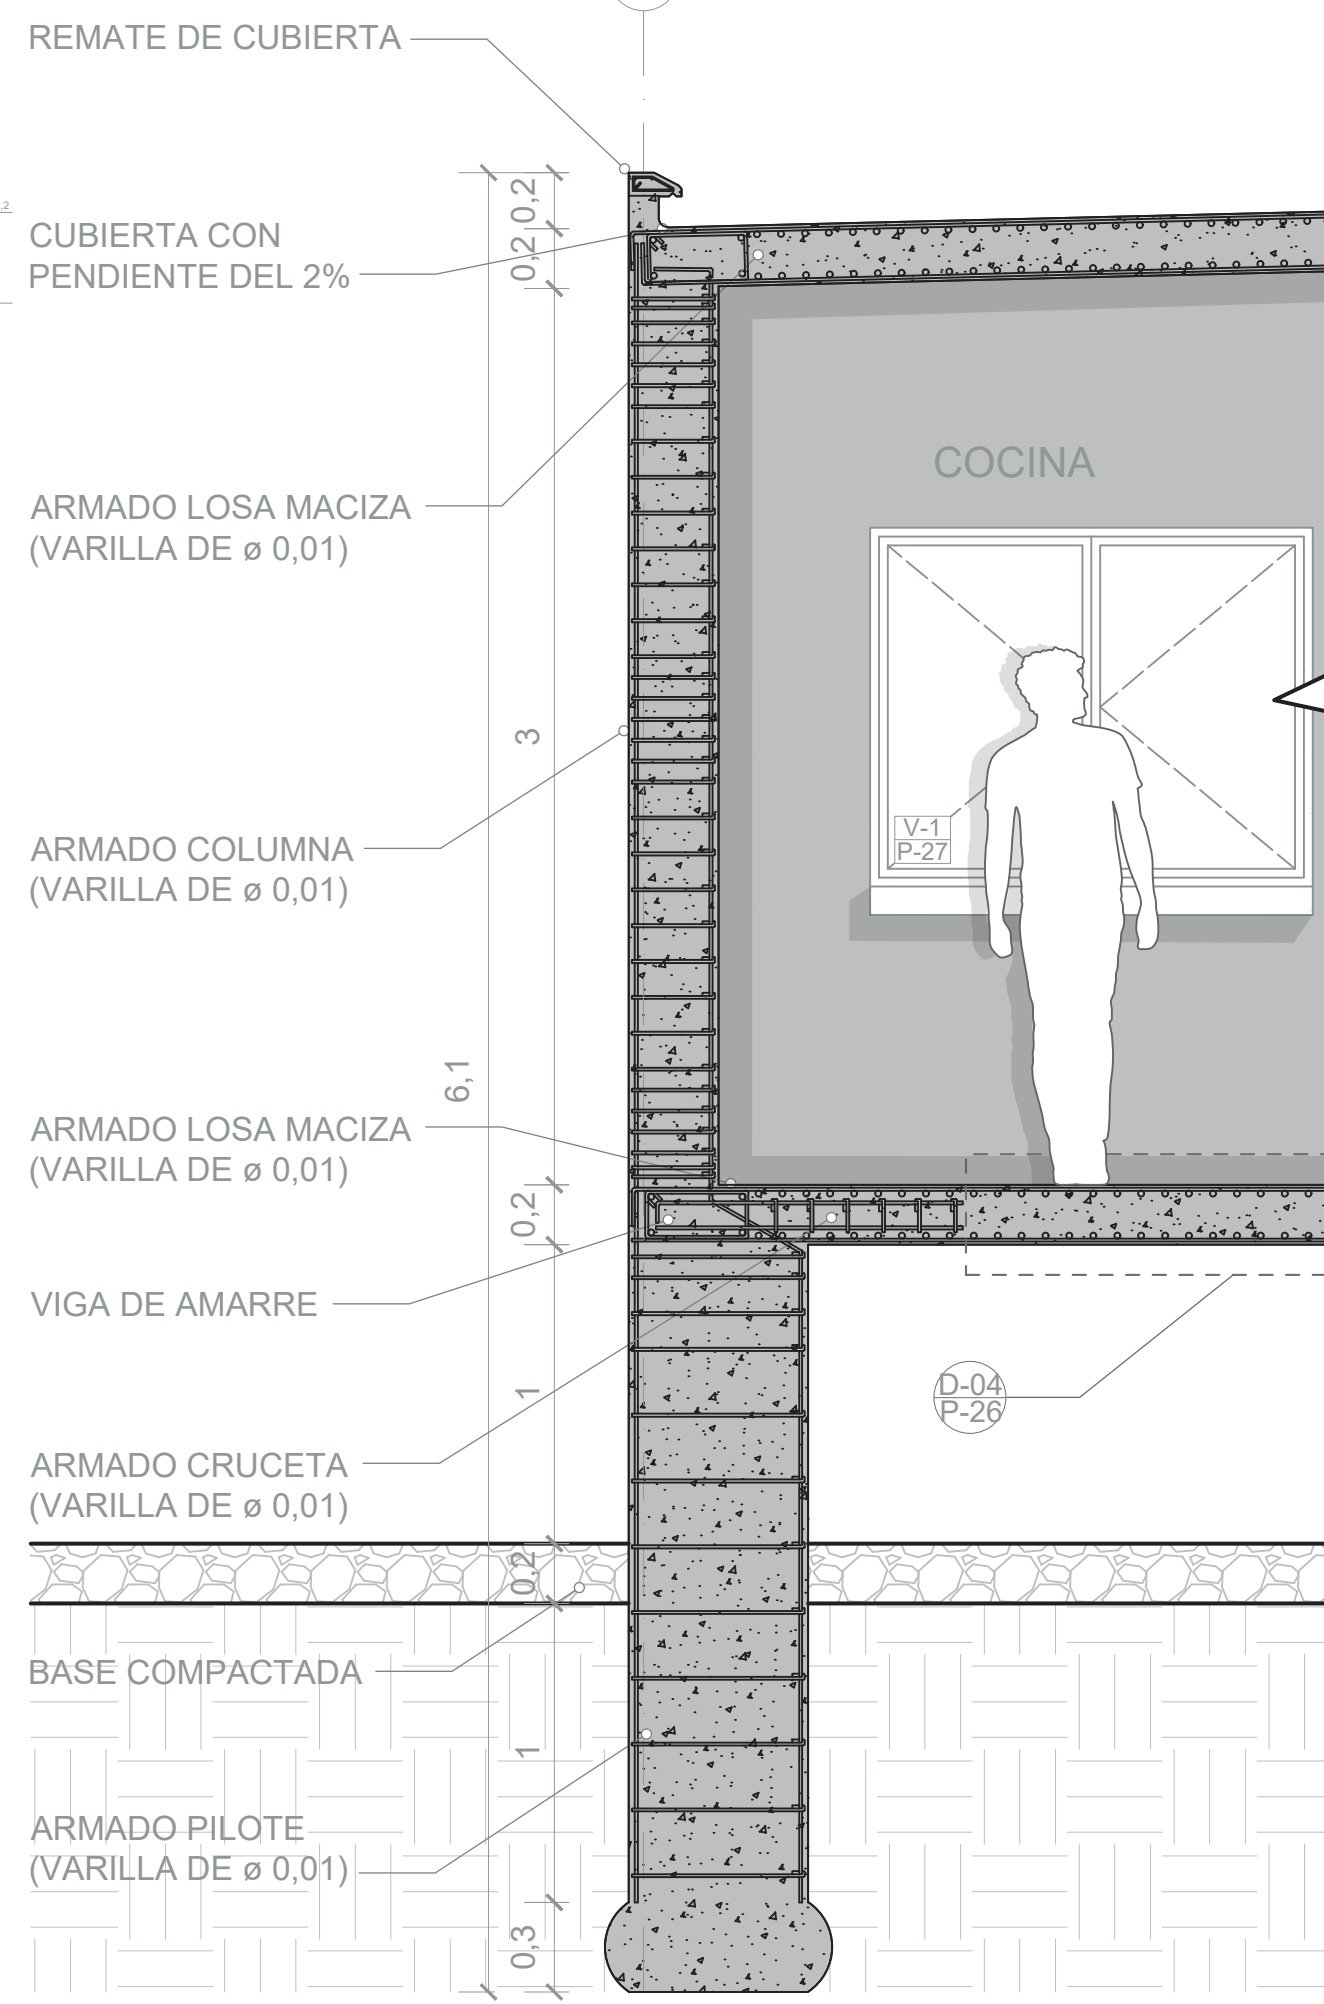 REMATE DE CUBIERTA
0,2
,2
CUBIERTA CON
PENDIENTE DEL 2%
0,2
COCINA
ARMADO LOSA MACIZA
(VARILLA DE ø 0,01)
3
V-1
P-27
ARMADO COLUMNA
(VARILLA DE ø 0,01)
6,1
ARMADO LOSA MACIZA
(VARILLA DE ø 0,01)
0,2
VIGA DE AMARRE
1
D-04
P-26
ARMADO CRUCETA
(VARILLA DE ø 0,01)
0,2
BASE COMPACTADA
1
ARMADO PILOTE
(VARILLA DE ø 0,01)
0,3